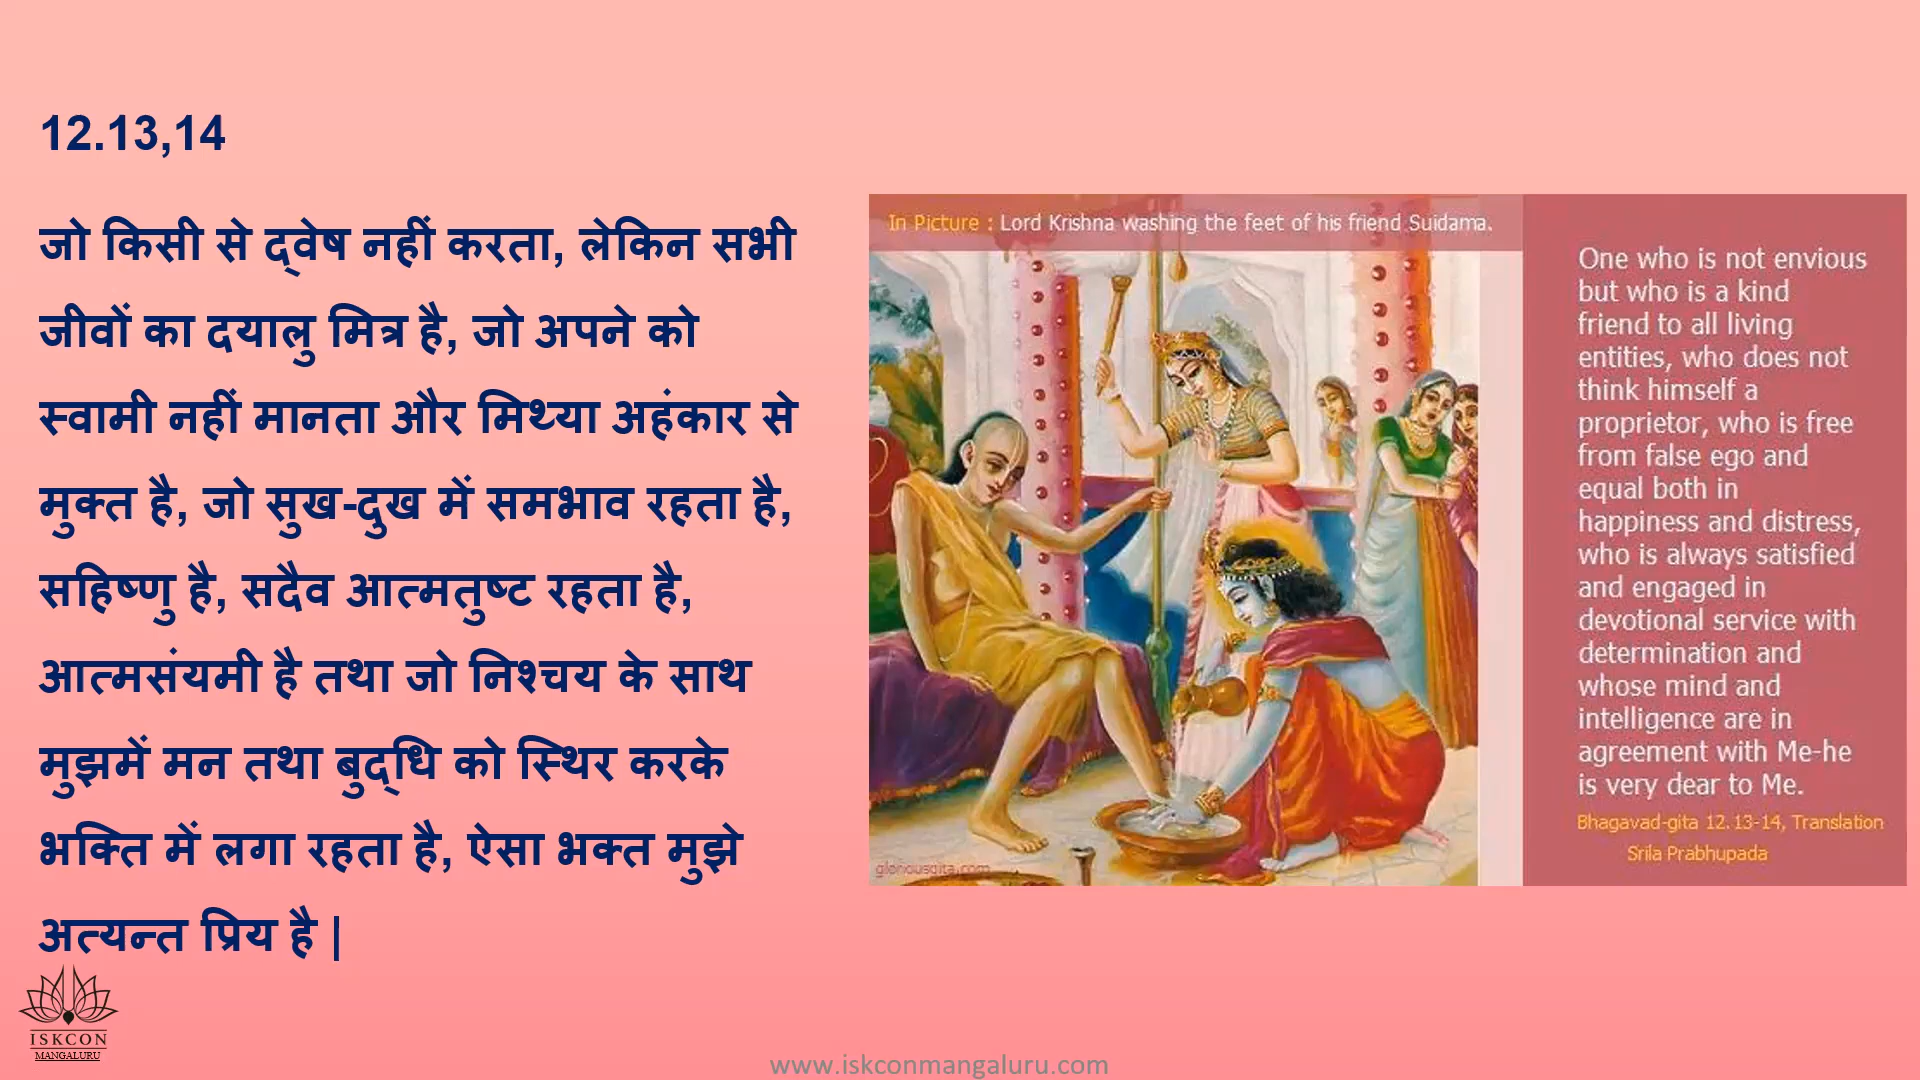 12.13,14
जो किसी से द्वेष नहीं करता, लेकिन सभी
जीवों का दयालु मित्र है, जो अपने को
स्वामी नहीं मानता और मिथ्या अहंकार से
मुक्त है, जो सुख-दुख में समभाव रहता है,
सहिष्णु है, सदैव आत्मतुष्ट रहता है,
आत्मसंयमी है तथा जो निश्चय के साथ
मुझमें मन तथा बुद्धि को स्थिर करके
भक्ति में लगा रहता है, ऐसा भक्त मुझे
अत्यन्त प्रिय है |
In Picture : Lord Krishna washing the feet of his friend Suidama.
One who is not envious
but who is a kind
friend to all living
entities, who does not
think himself a
proprietor, who is free
from false ego and
equal both in
happiness and distress,
who is always satisfied
and engaged in
devotional service with
determination and
whose mind and
intelligence are in
agreement with Me-he
is very dear to Me.
Bhagavad-gita 12.13-14, Translation
Srila Prabhupada
gloriousgita.com
ISKCON
MANGALURU
www.iskconmangaluru.com